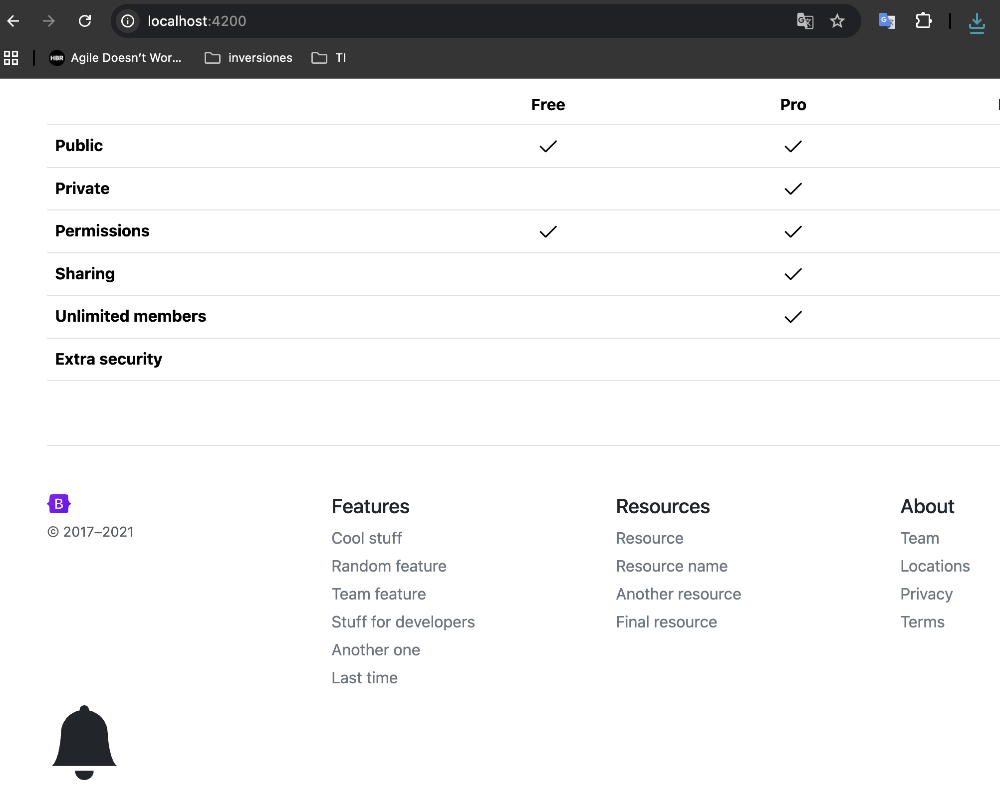 localhost:4200
Agile Doesn't Wor...
inversiones
TI
Free Pro
Public
Private
Permissions
Sharing
Unlimited members
Extra security
B
© 2017–2021
Features
Cool stuff
Random feature
Team feature
Stuff for developers
Another one
Last time
Resources
Resource
Resource name
Another resource
Final resource
About
Team
Locations
Privacy
Terms